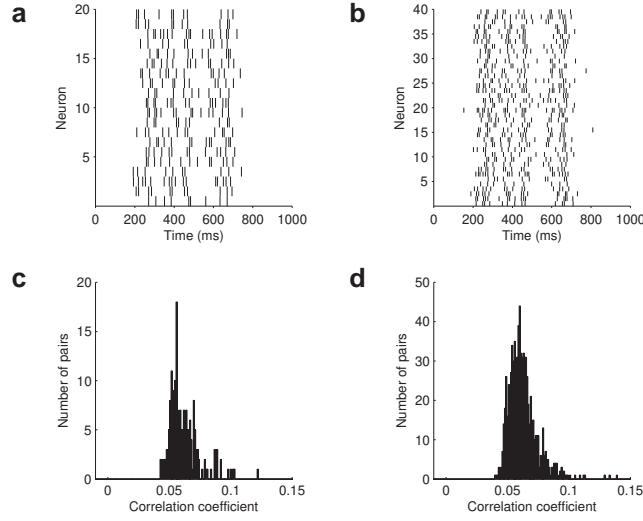 a
20
15
10
5
Neuron
0 200 400 600 800 1000
Time (ms)
b
40
35
30
25
20
15
10
5
Neuron
0 200 400 600 800 1000
Time (ms)
c
20
15
10
5
0
Number of pairs
0 0.05 0.1 0.15
Correlation coefficient
d
50
40
30
20
10
0
Number of pairs
0 0.05 0.1 0.15
Correlation coefficient